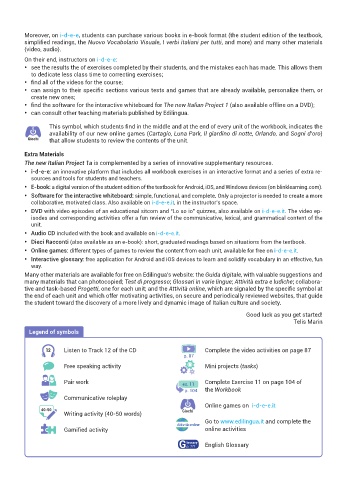 Moreover, on i-d-e-e, students can purchase various books in e-book format (the student edition of the textbook,
simplified readings, the Nuovo Vocabolario Visuale, I verbi italiani per tutti, and more) and many other materials
(video, audio).
On their end, instructors on i-d-e-e:
• see the results the of exercises completed by their students, and the mistakes each has made. This allows them
to dedicate less class time to correcting exercises;
• find all of the videos for the course;
• can assign to their specific sections various tests and games that are already available, personalize them, or
create new ones;
• find the software for the interactive whiteboard for The new Italian Project 1 (also available offline on a DVD);
• can consult other teaching materials published by Edilingua.
Giochi
This symbol, which students find in the middle and at the end of every unit of the workbook, indicates the
availability of our new online games (Cartagio, Luna Park, Il giardino di notte, Orlando, and Sogni d'oro)
that allow students to review the contents of the unit.
Extra Materials
The new Italian Project 1a is complemented by a series of innovative supplementary resources.
• i-d-e-e: an innovative platform that includes all workbook exercises in an interactive format and a series of extra re-
sources and tools for students and teachers.
• E-book: a digital version of the student edition of the textbook for Android, iOS, and Windows devices (on blinklearning.com).
• Software for the interactive whiteboard: simple, functional, and complete. Only a projector is needed to create a more
collaborative, motivated class. Also available on i-d-e-e.it, in the instructor's space.
• DVD with video episodes of an educational sitcom and "Lo so io" quizzes, also available on i-d-e-e.it. The video ep-
isodes and corresponding activities offer a fun review of the communicative, lexical, and grammatical content of the
unit.
• Audio CD included with the book and available on i-d-e-e.it.
• Dieci Racconti (also available as an e-book): short, graduated readings based on situations from the textbook.
• Online games: different types of games to review the content from each unit, available for free on i-d-e-e.it.
• Interactive glossary: free application for Android and iOS devices to learn and solidify vocabulary in an effective, fun
way.
Many other materials are available for free on Edilingua's website: the Guida digitale, with valuable suggestions and
many materials that can photocopied; Test di progresso; Glossari in varie lingue; Attività extra e ludiche; collabora-
tive and task-based Progetti, one for each unit; and the Attività online, which are signaled by the specific symbol at
the end of each unit and which offer motivating activities, on secure and periodically reviewed websites, that guide
the student toward the discovery of a more lively and dynamic image of Italian culture and society.
Good luck as you get started!
Telis Marin
Legend of symbols
12 Listen to Track 12 of the CD
Free speaking activity
Pair work
Communicative roleplay
40-50 Writing activity (40-50 words)
Gamified activity
p. 87 Complete the video activities on page 87
Mini projects (tasks)
es. 11 Complete Exercise 11 on page 104 of
p. 104 the Workbook
Giochi Online games on i-d-e-e.it
Attività online Go to www.edilingua.it and complete the
online activities
English Glossary